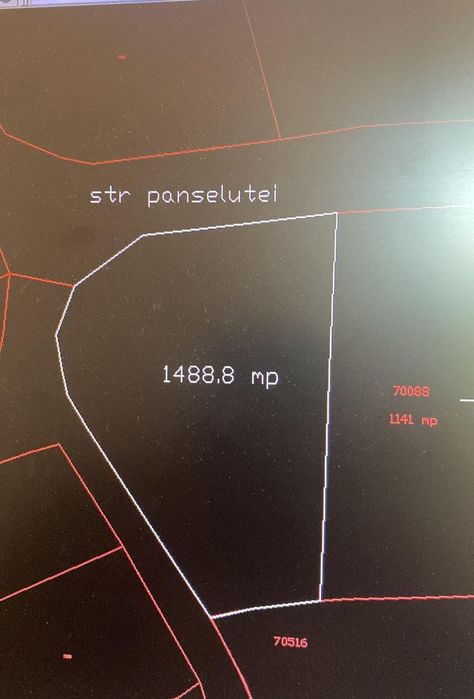 str panselutei
1488.8 mp
70088
1141 mp
70516